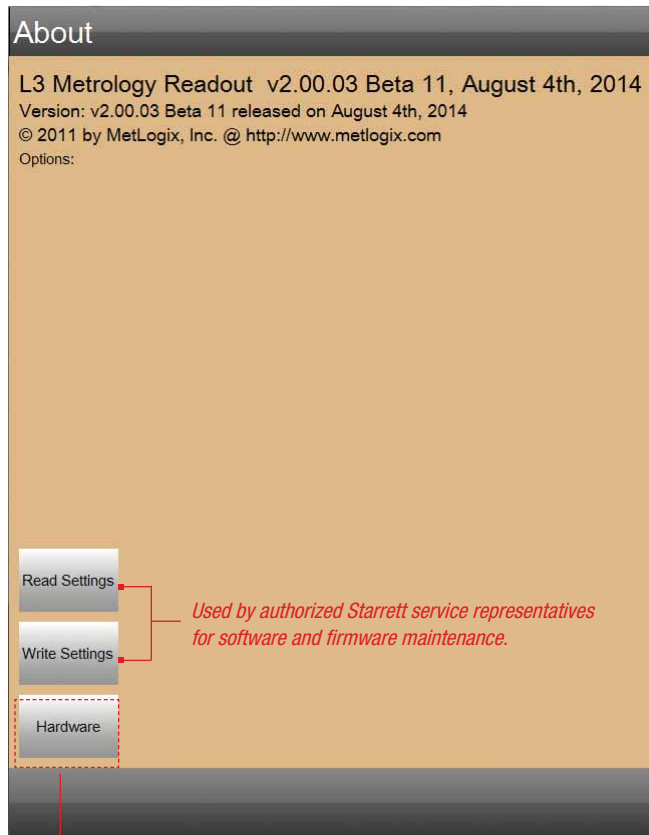 About
L3 Metrology Readout v2.00.03 Beta 11, August 4th, 2014
Version: v2.00.03 Beta 11 released on August 4th, 2014
© 2011 by MetLogix, Inc. @ http://www.metlogix.com
Options:
Read Settings
Used by authorized Starrett service representatives
for software and firmware maintenance.
Write Settings
Hardware